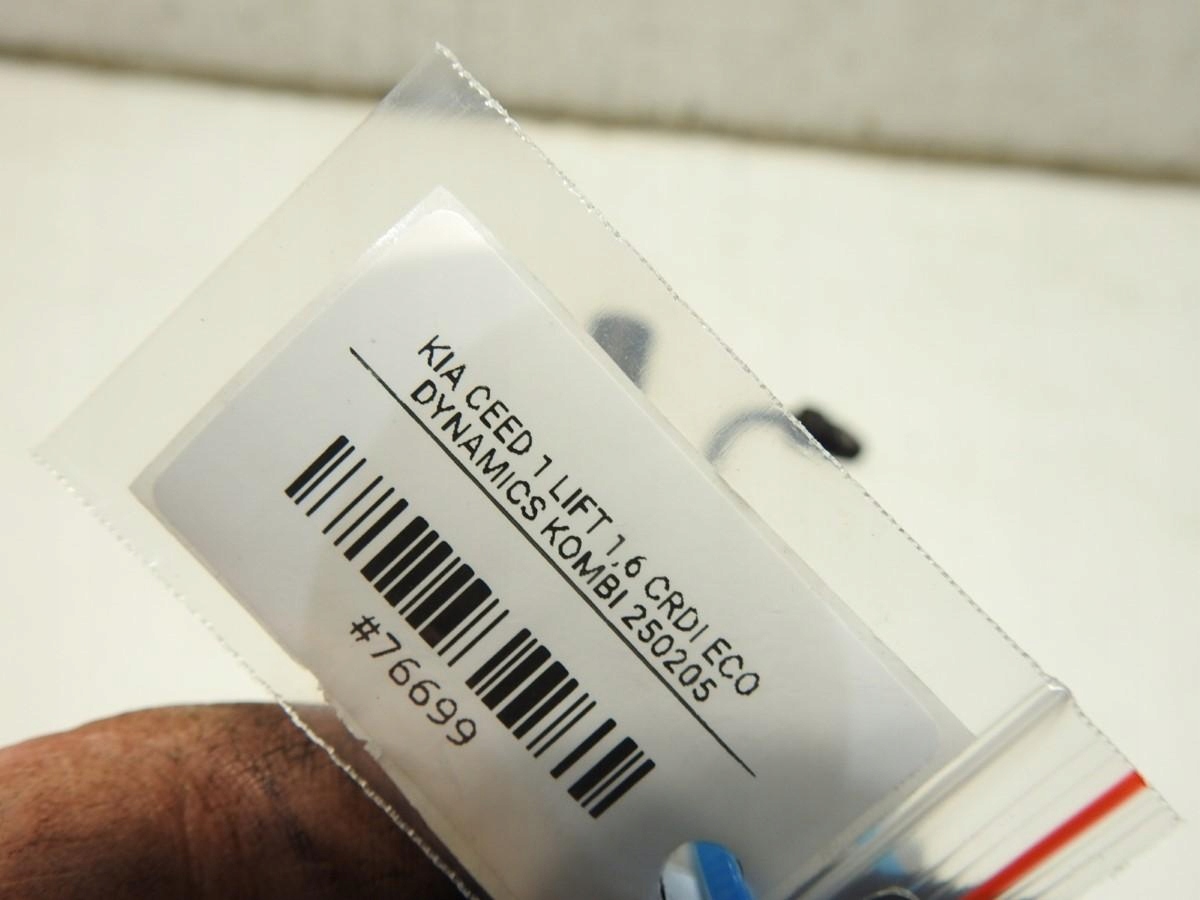 KIA CEED 1 LIFT 1,6 CRDI ECO
DYNAMICS KOMBI 250205
#76699